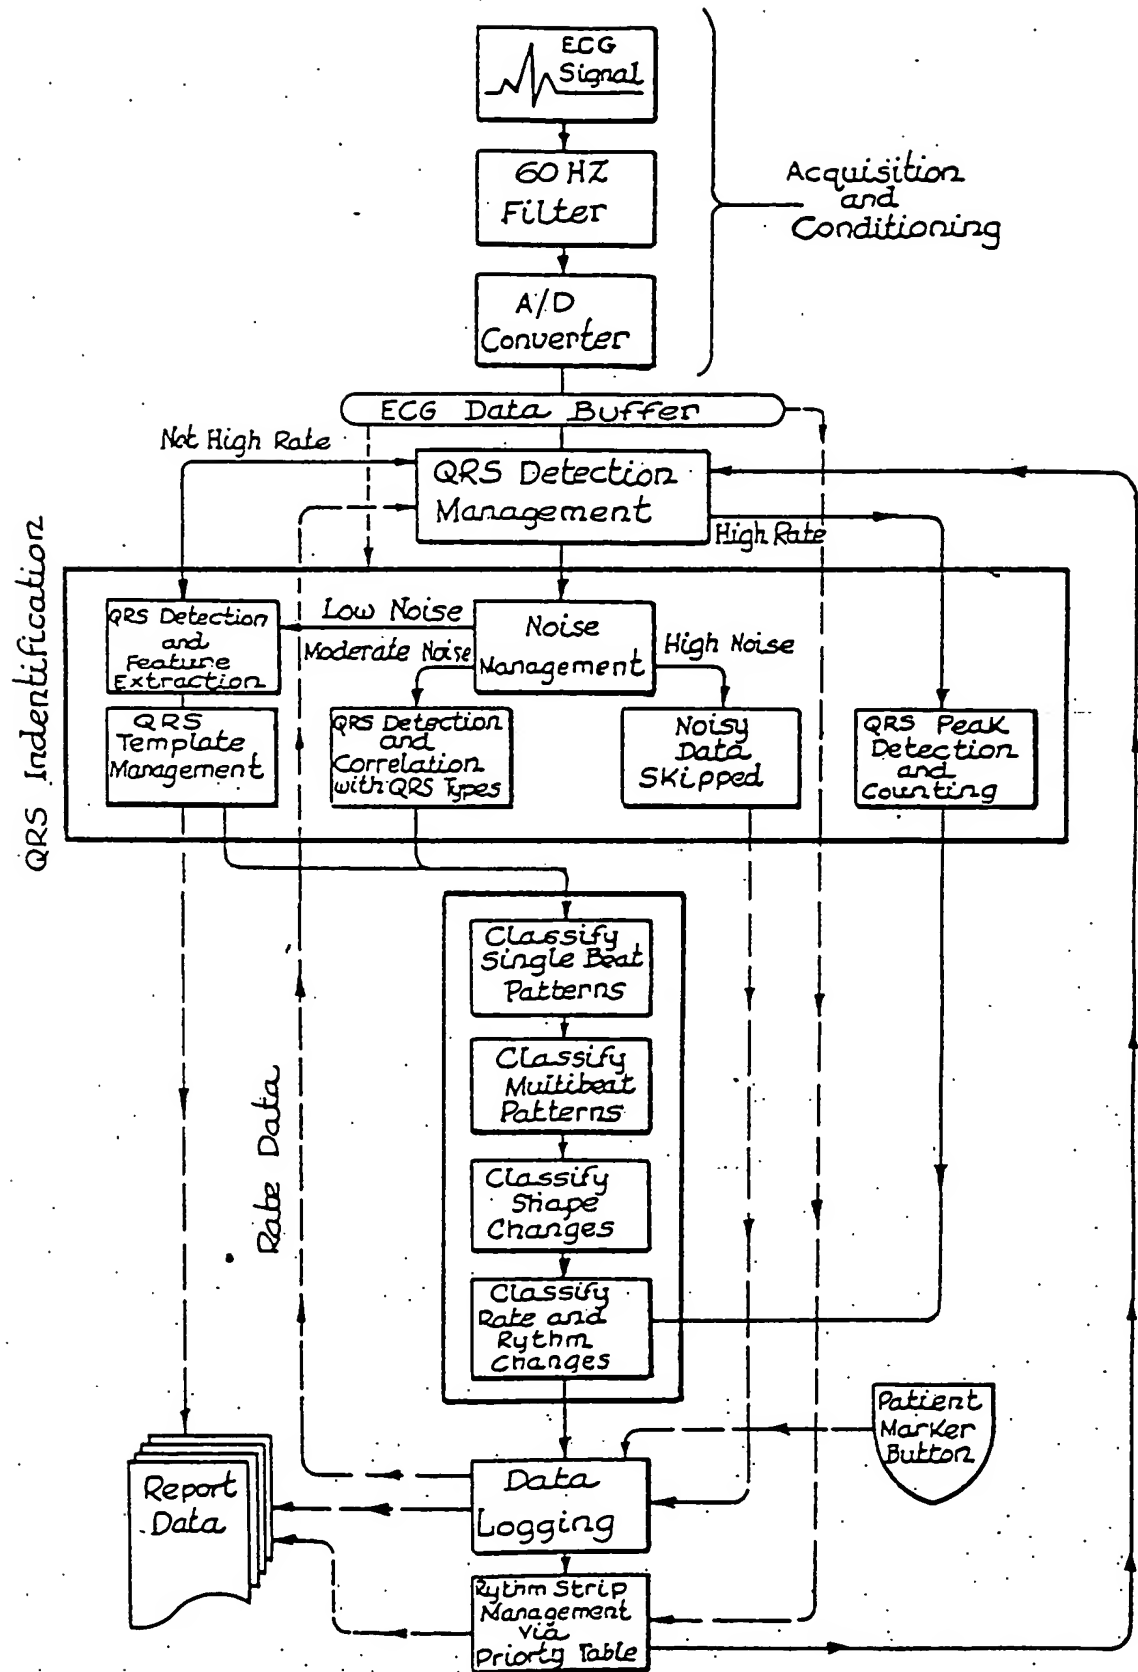 ECG
Signal
60 HZ
Filter
A/D
Converter
Acquisition
and
Conditioning
ECG Data Buffer
Not High Rate
QRS Detection
Management
High Rate
QRS Indentification
QRS Detection
and
Feature
Extraction
Low Noise
Moderate Noise
Noise
Management
High Noise
QRS
Template
Management
QRS Detection
and
Correlation
with QRS Types
Noisy
Data
Skipped
QRS Peak
Detection
and
Counting
Classify
Single Beat
Patterns
Classify
Multibeat
Patterns
Rate Data
Classify
Shape
Changes
Classify
Rate and
Rythm
Changes
Patient
Marker
Button
Report
Data
Data
Logging
Rythm Strip
Management
via
Priorty Table